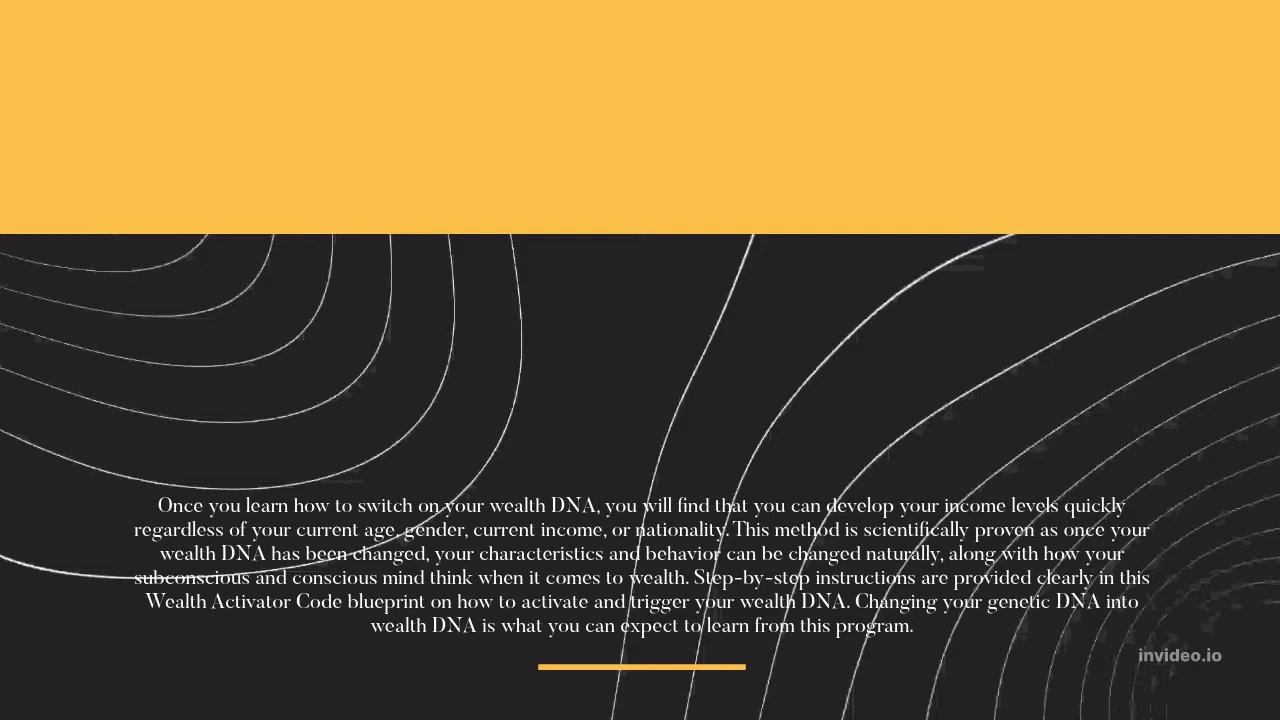 Once you learn how to switch on your wealth DNA, you will find that you can develop your income levels quickly
regardless of your current age, gender, current income, or nationality. This method is scientifically proven as once your
wealth DNA has been changed, your characteristics and behavior can be changed naturally, along with how your
subconscious and conscious mind think when it comes to wealth. Step-by-step instructions are provided clearly in this
Wealth Activator Code blueprint on how to activate and trigger your wealth DNA. Changing your genetic DNA into
wealth DNA is what you can expect to learn from this program.
invideo.io